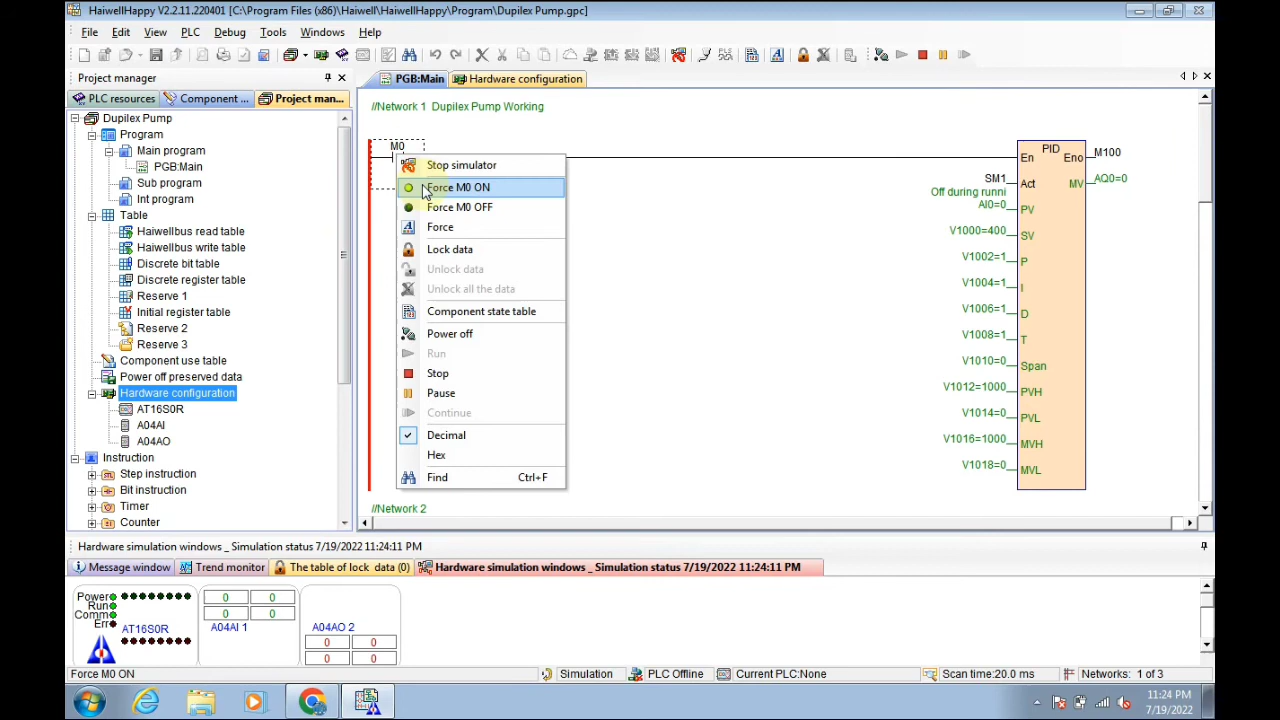 HaiwellHappy V2.2.11.220401 [C:\Program Files (x86)\Haiwell\HaiwellHappy\Program\Dupilex Pump.gpc]
File Edit View PLC Debug Tools Windows Help
Project manager
PLC resources Component ... Project man...
PGB:Main Hardware configuration
Dupilex Pump
Program
Main program
PGB:Main
Sub program
Int program
Table
Haiwellbus read table
Haiwellbus write table
Discrete bit table
Discrete register table
Reserve 1
Initial register table
Reserve 2
Reserve 3
Component use table
Power off preserved data
Hardware configuration
AT16S0R
A04AI
A04AO
Instruction
Step instruction
Bit instruction
Timer
Counter
//Network 1 Dupilex Pump Working
M0
Stop simulator
Force M0 ON
Force M0 OFF
Force
Lock data
Unlock data
Unlock all the data
Component state table
Power off
Run
Stop
Pause
Continue
Decimal
Hex
Find Ctrl+F
PID
En Eno M100
SM1 Act MV AQ0=0
Off during runni
AI0=0 PV
V1000=400 SV
V1002=1 P
V1004=1 I
V1006=1 D
V1008=1 T
V1010=0 Span
V1012=1000 PVH
V1014=0 PVL
V1016=1000 MVH
V1018=0 MVL
//Network 2
Hardware simulation windows _ Simulation status 7/19/2022 11:24:11 PM
Message window Trend monitor The table of lock data (0) Hardware simulation windows _ Simulation status 7/19/2022 11:24:11 PM
Power
Run
Comm
Err
AT16S0R
0 0
0 0
A04AI 1
A04AO 2
0 0
0 0
Force M0 ON Simulation PLC Offline Current PLC:None Scan time:20.0 ms Networks: 1 of 3
11:24 PM
7/19/2022